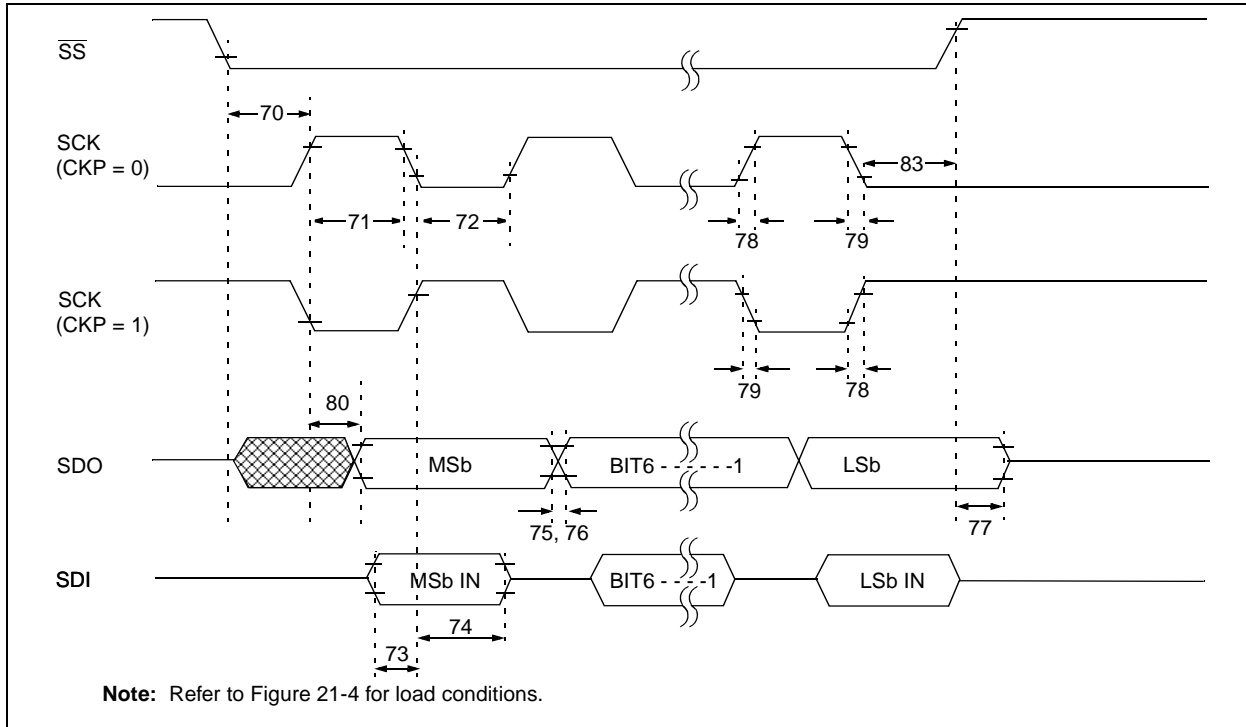 SS
70
SCK
(CKP = 0)
83
71
72
78
79
SCK
(CKP = 1)
79
78
80
SDO
MSb
BIT6 - - - - - -1
LSb
75, 76
77
SDI
MSb IN
BIT6 - - - - -1
LSb IN
74
73
Note: Refer to Figure 21-4 for load conditions.